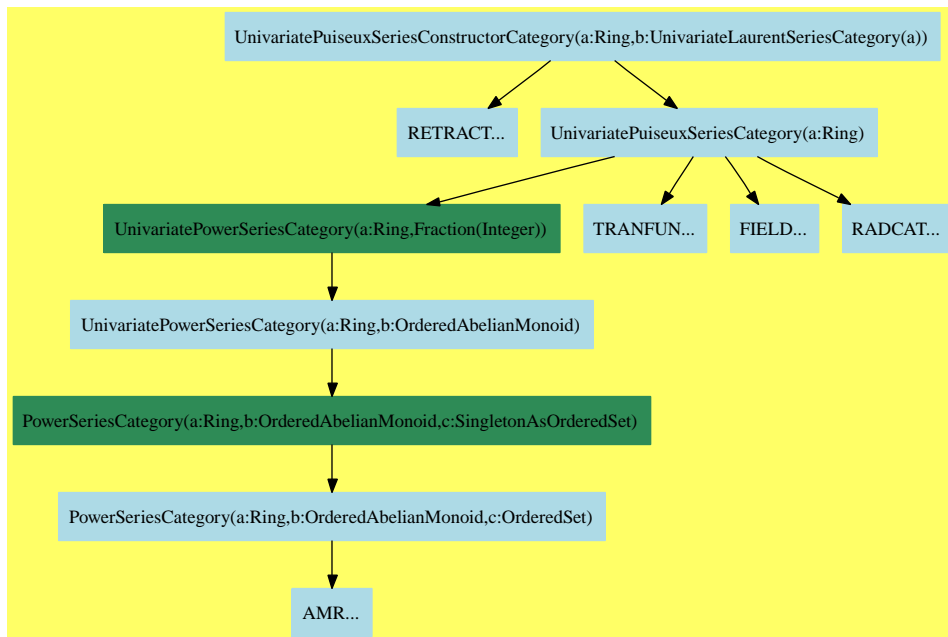 UnivariatePuiseuxSeriesConstructorCategory(a:Ring,b:UnivariateLaurentSeriesCategory(a))
RETRACT...
UnivariatePuiseuxSeriesCategory(a:Ring)
UnivariatePowerSeriesCategory(a:Ring,Fraction(Integer))
TRANFUN...
FIELD...
RADCAT...
UnivariatePowerSeriesCategory(a:Ring,b:OrderedAbelianMonoid)
PowerSeriesCategory(a:Ring,b:OrderedAbelianMonoid,c:SingletonAsOrderedSet)
PowerSeriesCategory(a:Ring,b:OrderedAbelianMonoid,c:OrderedSet)
AMR...